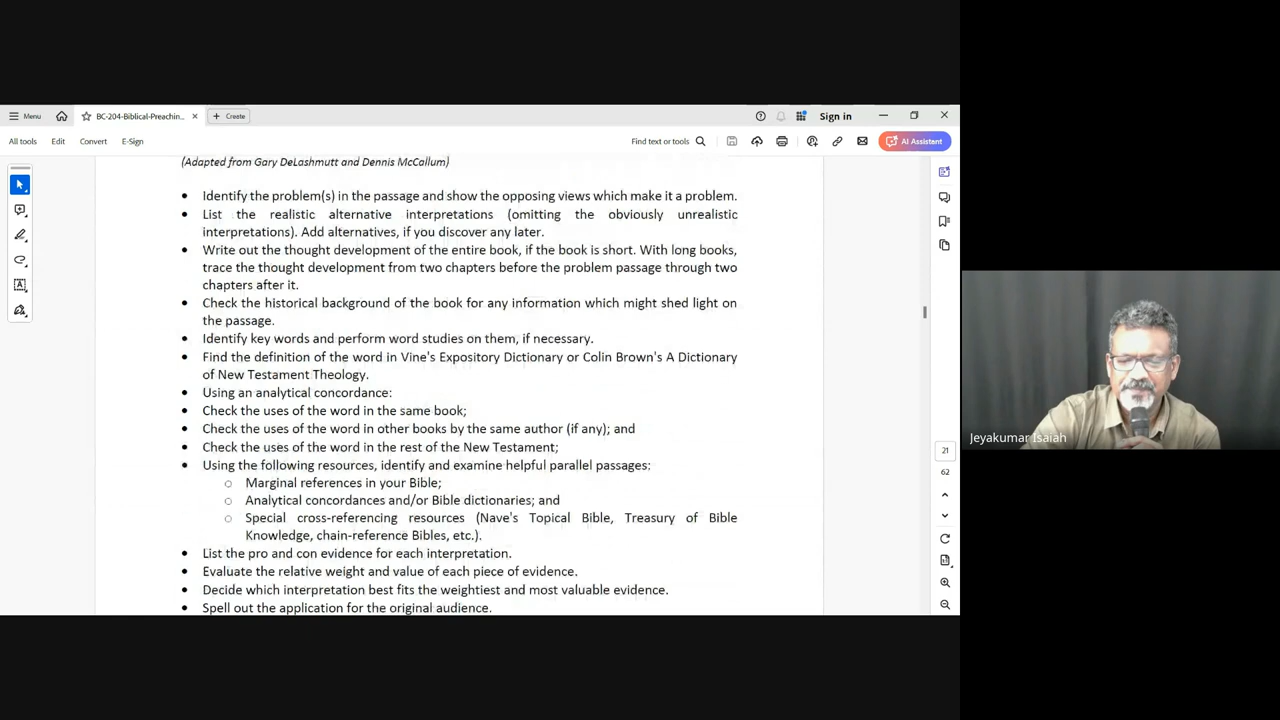 Menu
BC-204-Biblical-Preachin...
Create
Sign in
All tools
Edit
Convert
E-Sign
Find text or tools
AI Assistant
(Adapted from Gary DeLashmutt and Dennis McCallum)
• Identify the problem(s) in the passage and show the opposing views which make it a problem.
• List the realistic alternative interpretations (omitting the obviously unrealistic
interpretations). Add alternatives, if you discover any later.
• Write out the thought development of the entire book, if the book is short. With long books,
trace the thought development from two chapters before the problem passage through two
chapters after it.
• Check the historical background of the book for any information which might shed light on
the passage.
• Identify key words and perform word studies on them, if necessary.
• Find the definition of the word in Vine's Expository Dictionary or Colin Brown's A Dictionary
of New Testament Theology.
• Using an analytical concordance:
• Check the uses of the word in the same book;
• Check the uses of the word in other books by the same author (if any); and
• Check the uses of the word in the rest of the New Testament;
• Using the following resources, identify and examine helpful parallel passages:
○ Marginal references in your Bible;
○ Analytical concordances and/or Bible dictionaries; and
○ Special cross-referencing resources (Nave's Topical Bible, Treasury of Bible
Knowledge, chain-reference Bibles, etc.).
• List the pro and con evidence for each interpretation.
• Evaluate the relative weight and value of each piece of evidence.
• Decide which interpretation best fits the weightiest and most valuable evidence.
• Spell out the application for the original audience.
21
62
Jeyakumar Isaiah